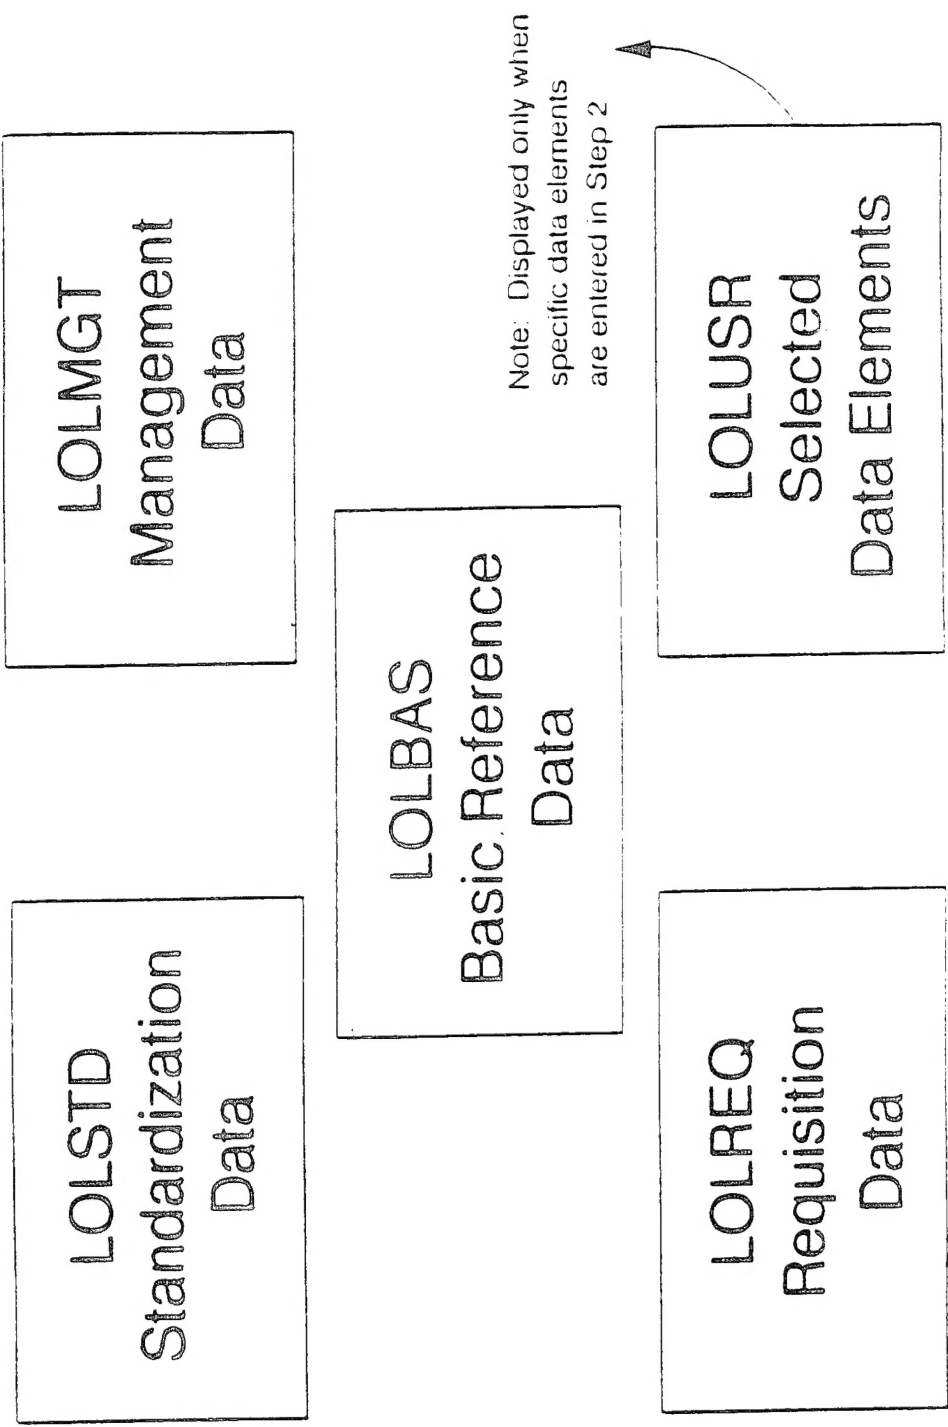 LOLSTD
Standardization
Data
LOLMGT
Management
Data
LOLBAS
Basic Reference
Data
Note: Displayed only when
specific data elements
are entered in Step 2
LOLREQ
Requisition
Data
LOLUSR
Selected
Data Elements